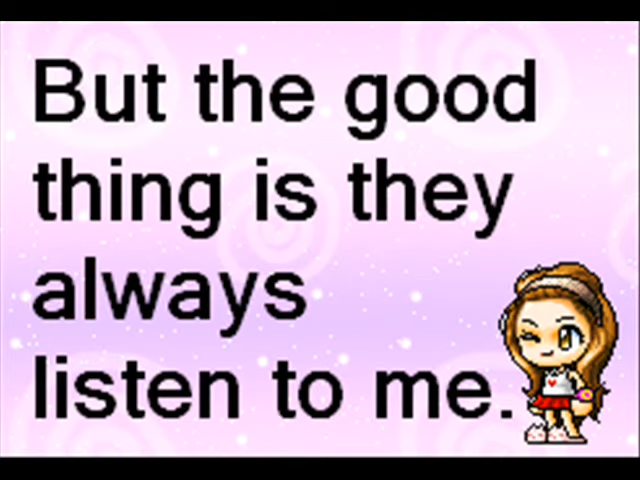 But the good
thing is they
always
listen to me.